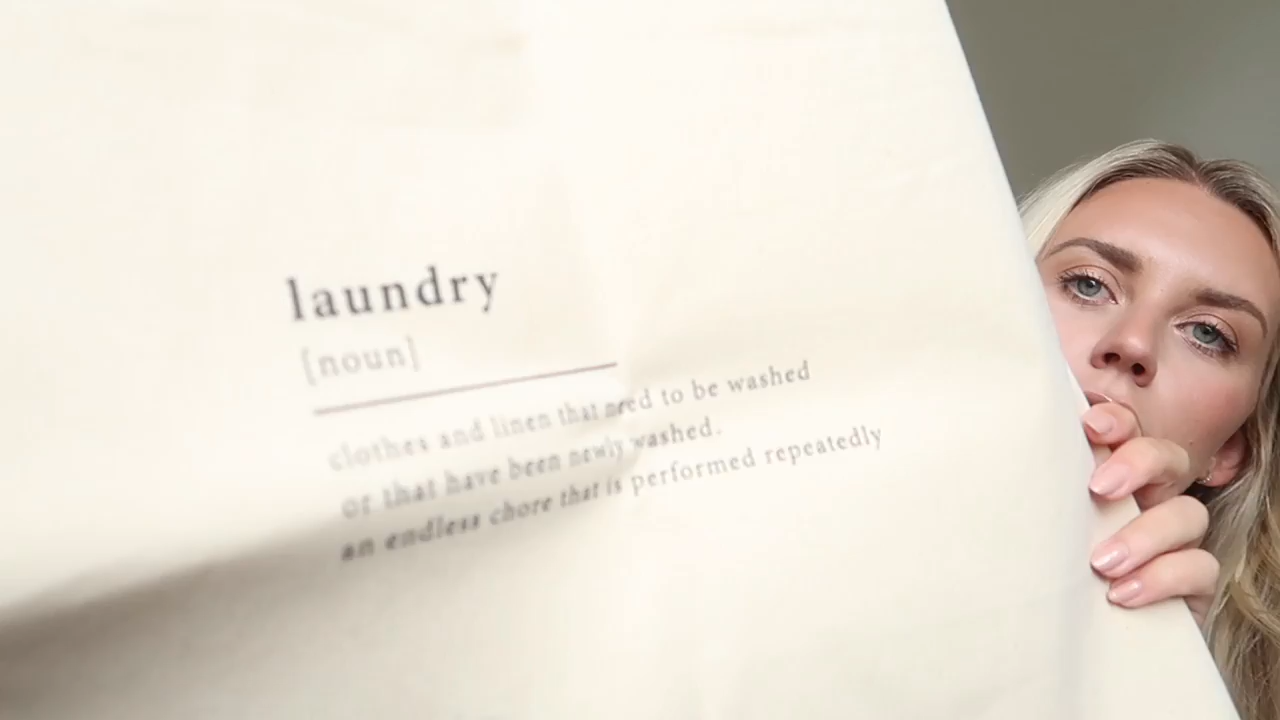 laundry
[noun]
clothes and linen that need to be washed
or that have been newly washed.
an endless chore that is performed repeatedly